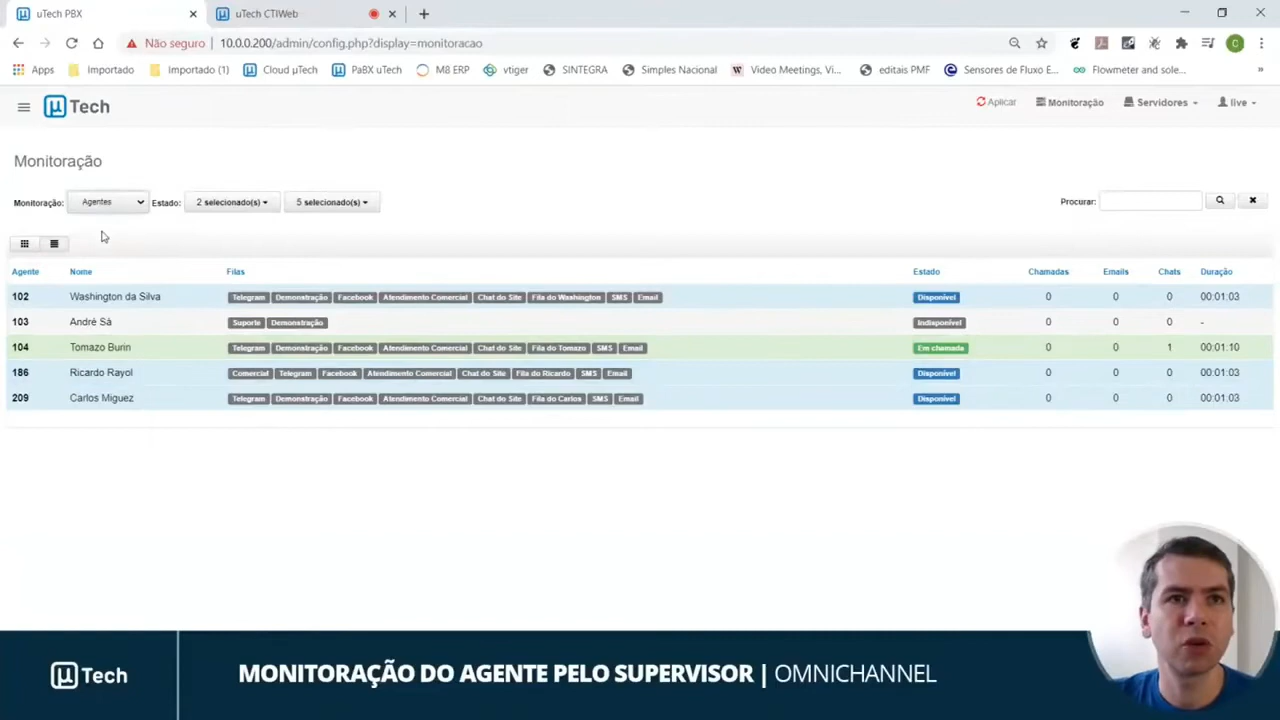 uTech PBX
uTech CTIWeb
Não seguro | 10.0.0.200/admin/config.php?display=monitoracao
Apps Importado Importado (1) Cloud µTech PaBX uTech M8 ERP vtiger SINTEGRA Simples Nacional Video Meetings, Vi... editais PMF Sensores de Fluxo E... Flowmeter and sole... »
µTech
Aplicar Monitoração Servidores live
Monitoração
Monitoração: Agentes Estado: 2 selecionado(s) 5 selecionado(s) Procurar:
Agente Nome Filas Estado Chamadas Emails Chats Duração
102 Washington da Silva Telegram Demonstração Facebook Atendimento Comercial Chat do Site Fila do Washington SMS Email Disponível 0 0 0 00:01:03
103 André Sá Suporte Demonstração Indisponível 0 0 0 -
104 Tomazo Burin Telegram Demonstração Facebook Atendimento Comercial Chat do Site Fila do Tomazo SMS Email Em chamada 0 0 1 00:01:10
186 Ricardo Rayol Comercial Telegram Facebook Atendimento Comercial Chat do Site Fila do Ricardo SMS Email Disponível 0 0 0 00:01:03
209 Carlos Miguez Telegram Demonstração Facebook Atendimento Comercial Chat do Site Fila do Carlos SMS Email Disponível 0 0 0 00:01:03
µTech
MONITORAÇÃO DO AGENTE PELO SUPERVISOR | OMNICHANNEL